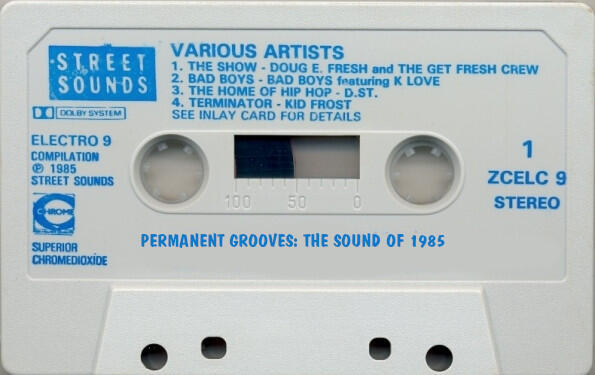 STREET
SOUNDS
DOLBY SYSTEM
VARIOUS ARTISTS
1. THE SHOW - DOUG E. FRESH and THE GET FRESH CREW
2. BAD BOYS - BAD BOYS featuring K LOVE
3. THE HOME OF HIP HOP - D.ST.
4. TERMINATOR - KID FROST
SEE INLAY CARD FOR DETAILS
ELECTRO 9
COMPILATION
℗ 1985
STREET SOUNDS
CHROME
SUPERIOR
CHROMEDIOXIDE
100 50 0
1
ZCELC 9
STEREO
PERMANENT GROOVES: THE SOUND OF 1985